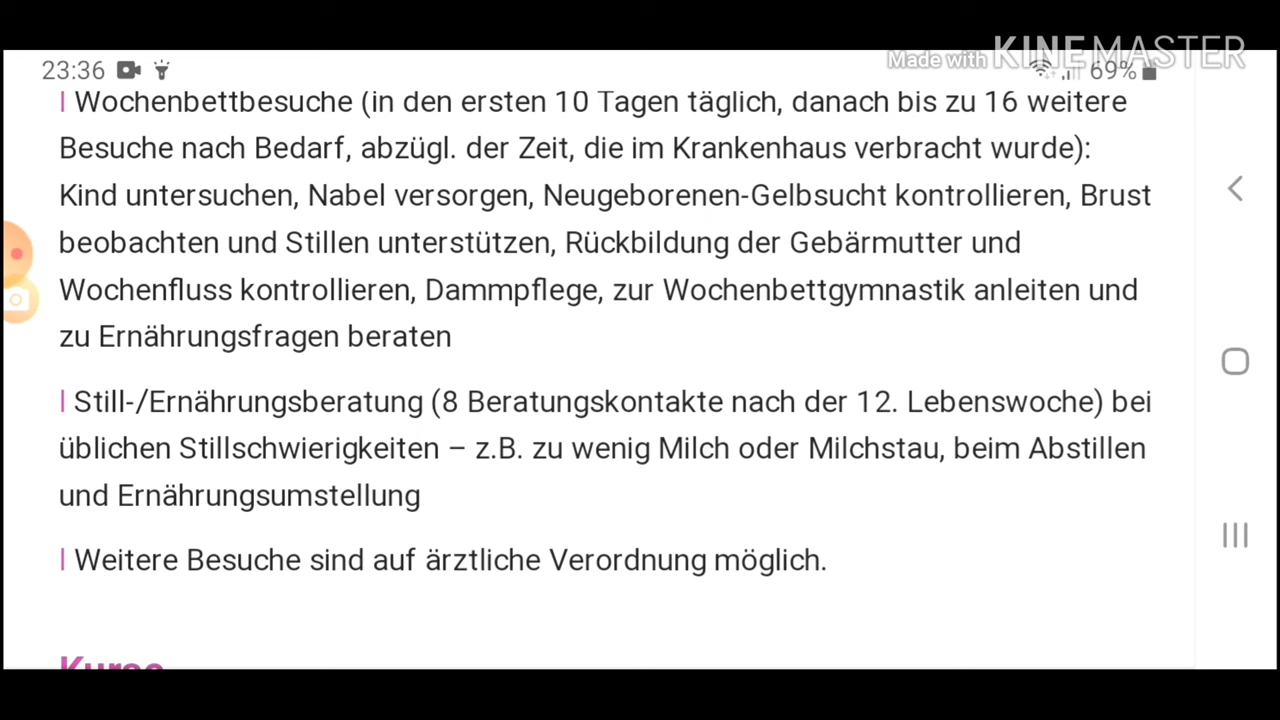 Made with KINEMASTER
23:36 69%
| Wochenbettbesuche (in den ersten 10 Tagen täglich, danach bis zu 16 weitere
Besuche nach Bedarf, abzügl. der Zeit, die im Krankenhaus verbracht wurde):
Kind untersuchen, Nabel versorgen, Neugeborenen-Gelbsucht kontrollieren, Brust
beobachten und Stillen unterstützen, Rückbildung der Gebärmutter und
Wochenfluss kontrollieren, Dammpflege, zur Wochenbettgymnastik anleiten und
zu Ernährungsfragen beraten
| Still-/Ernährungsberatung (8 Beratungskontakte nach der 12. Lebenswoche) bei
üblichen Stillschwierigkeiten – z.B. zu wenig Milch oder Milchstau, beim Abstillen
und Ernährungsumstellung
| Weitere Besuche sind auf ärztliche Verordnung möglich.
Kurse